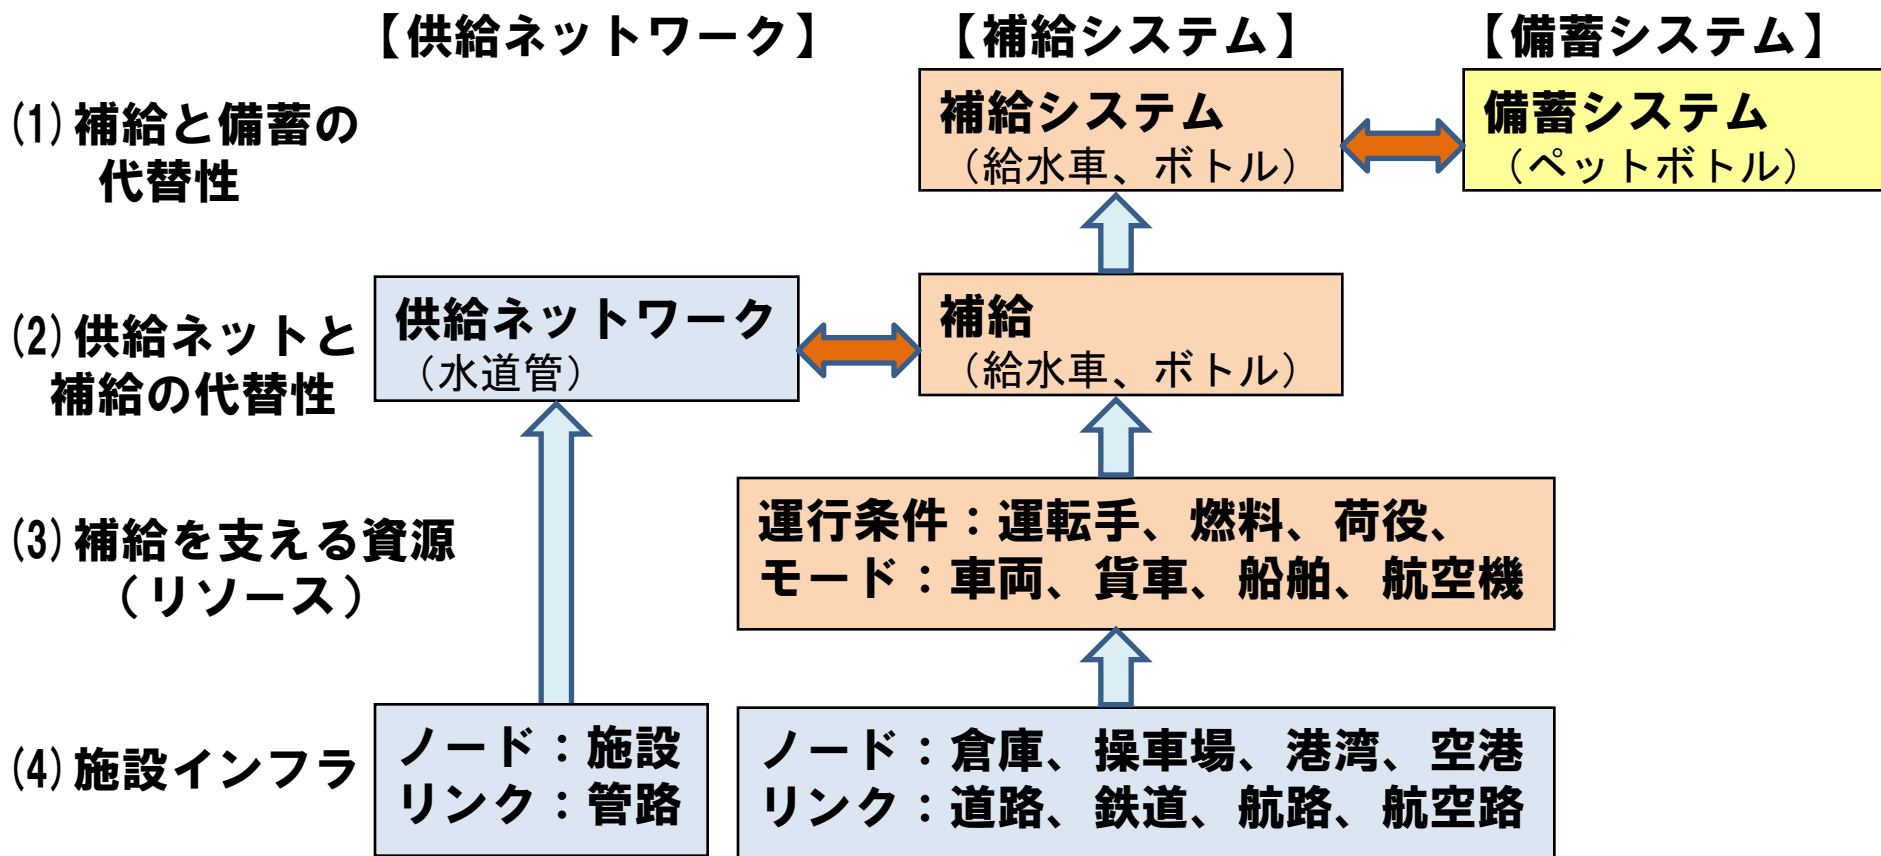 【供給ネットワーク】
【補給システム】
【備蓄システム】
(1)補給と備蓄の
代替性
補給システム
（給水車、ボトル）
備蓄システム
（ペットボトル）
(2)供給ネットと
補給の代替性
供給ネットワーク
（水道管）
補給
（給水車、ボトル）
(3)補給を支える資源
（リソース）
運行条件：運転手、燃料、荷役、
モード：車両、貨車、船舶、航空機
(4)施設インフラ
ノード：施設
リンク：管路
ノード：倉庫、操車場、港湾、空港
リンク：道路、鉄道、航路、航空路